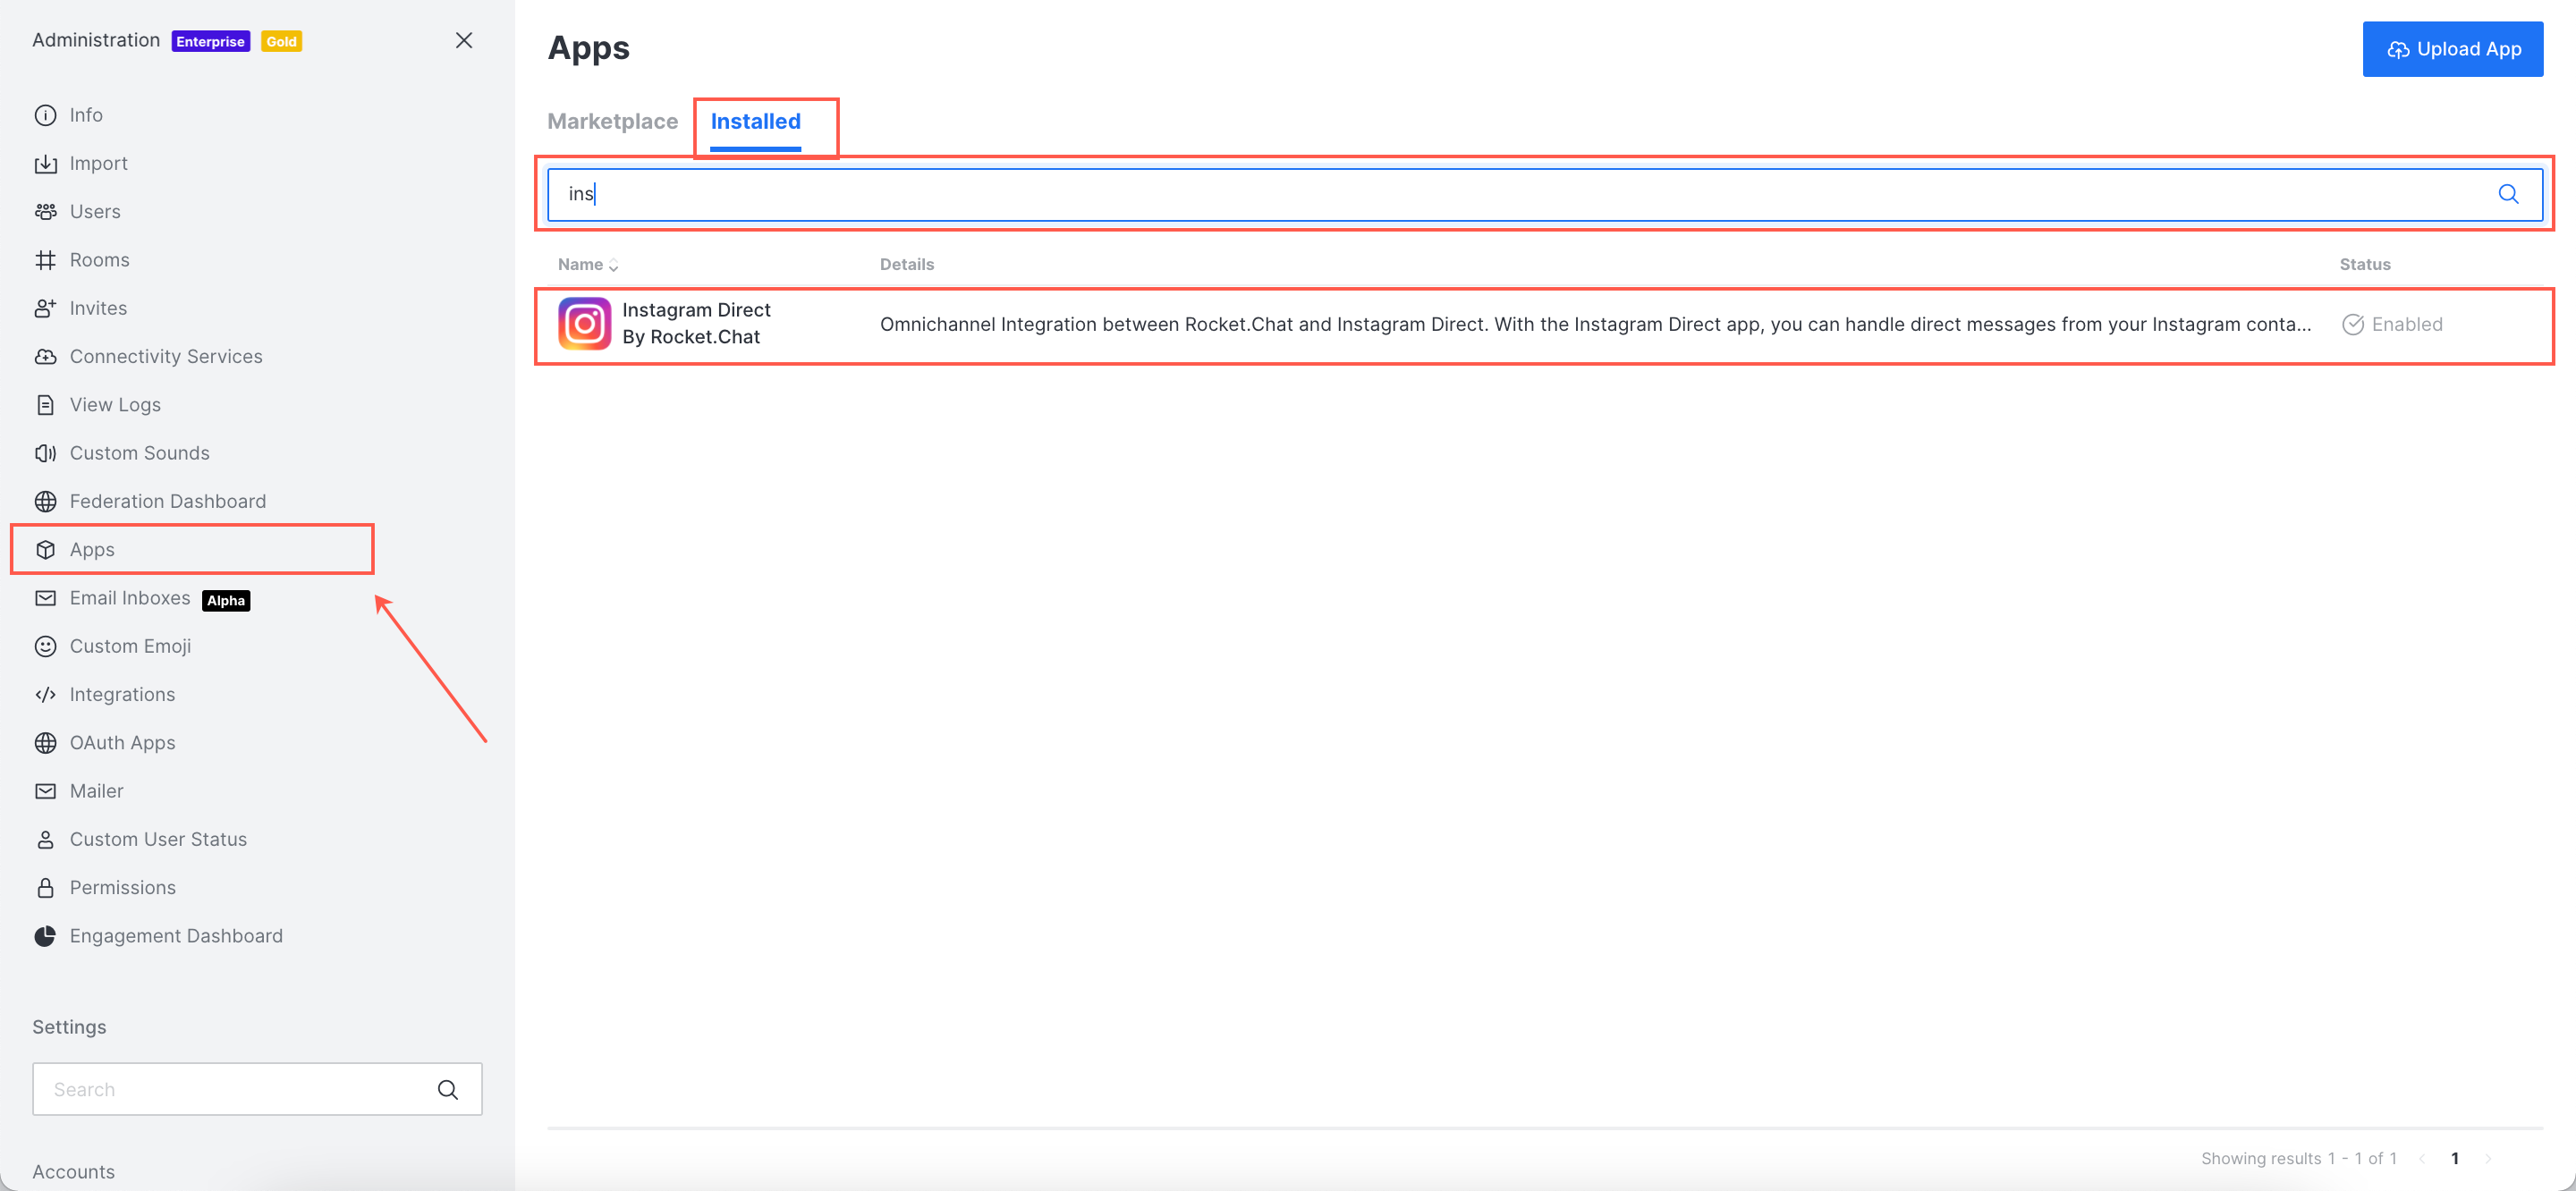 Administration Enterprise Gold
Info
Import
Users
Rooms
Invites
Connectivity Services
View Logs
Custom Sounds
Federation Dashboard
Apps
Email Inboxes Alpha
Custom Emoji
Integrations
OAuth Apps
Mailer
Custom User Status
Permissions
Engagement Dashboard
Settings
Search
Accounts
Apps
Upload App
Marketplace Installed
ins
Name Details Status
Instagram Direct
By Rocket.Chat
Omnichannel Integration between Rocket.Chat and Instagram Direct. With the Instagram Direct app, you can handle direct messages from your Instagram conta...
Enabled
Showing results 1 - 1 of 1
1